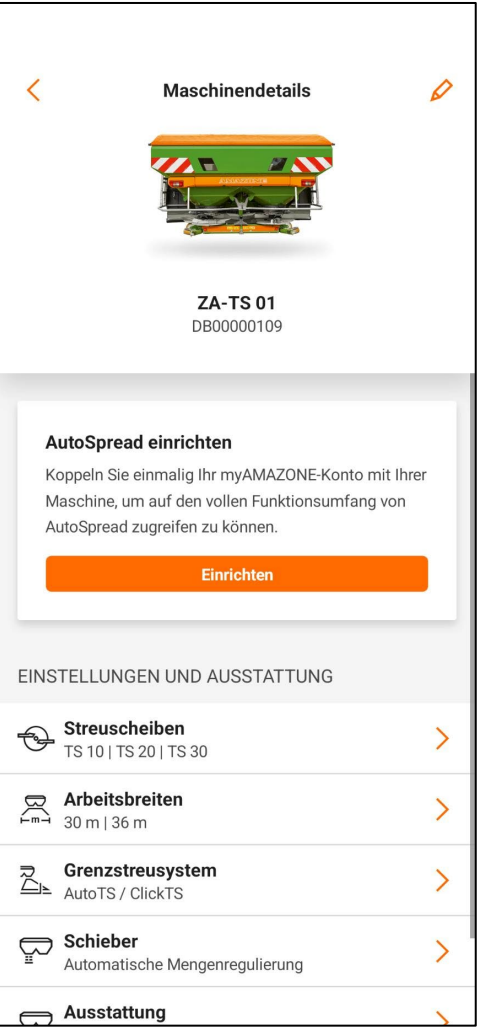 Maschinendetails
AMAZONE
ZA-TS 01
DB00000109
AutoSpread einrichten
Koppeln Sie einmalig Ihr myAMAZONE-Konto mit Ihrer
Maschine, um auf den vollen Funktionsumfang von
AutoSpread zugreifen zu können.
Einrichten
EINSTELLUNGEN UND AUSSTATTUNG
Streuscheiben
TS 10 | TS 20 | TS 30
Arbeitsbreiten
30 m | 36 m
m
Grenzstreusystem
AutoTS / ClickTS
Schieber
Automatische Mengenregulierung
Ausstattung